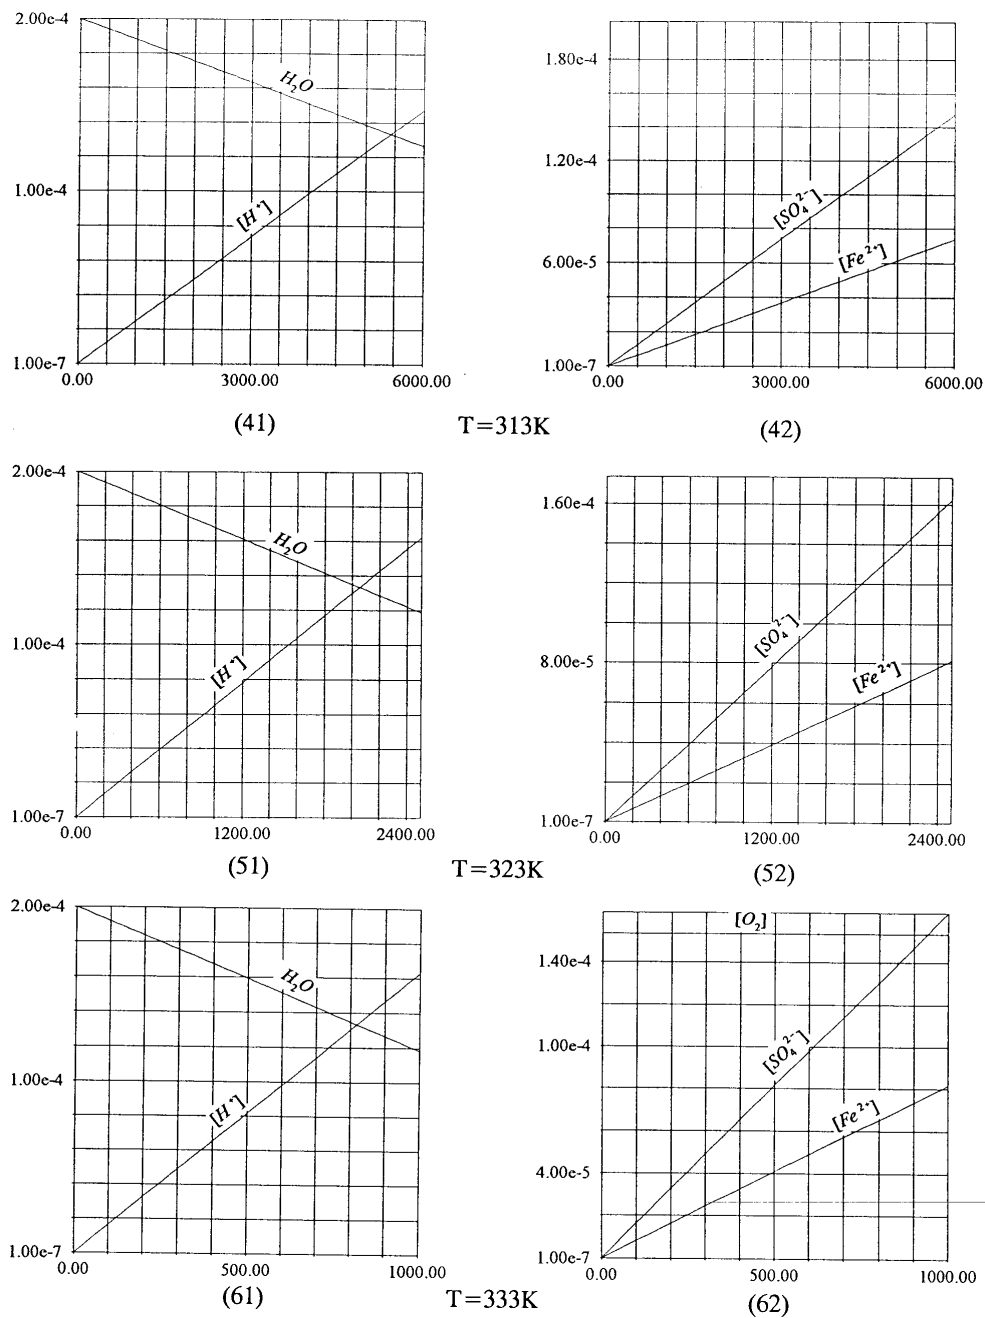 2.00e-4
H₂O
[H⁺]
1.00e-4
1.00e-7
0.00 3000.00 6000.00
(41)
1.80e-4
1.20e-4
[SO₄²⁻]
[Fe²⁺]
6.00e-5
1.00e-7
0.00 3000.00 6000.00
(42)
T=313K
2.00e-4
H₂O
1.00e-4
[H⁺]
1.00e-7
0.00 1200.00 2400.00
(51)
1.60e-4
[SO₄²⁻]
8.00e-5
[Fe²⁺]
1.00e-7
0.00 1200.00 2400.00
(52)
T=323K
2.00e-4
H₂O
1.00e-4
[H⁺]
1.00e-7
0.00 500.00 1000.00
(61)
[O₂]
1.40e-4
1.00e-4
[SO₄²⁻]
[Fe²⁺]
4.00e-5
1.00e-7
0.00 500.00 1000.00
(62)
T=333K